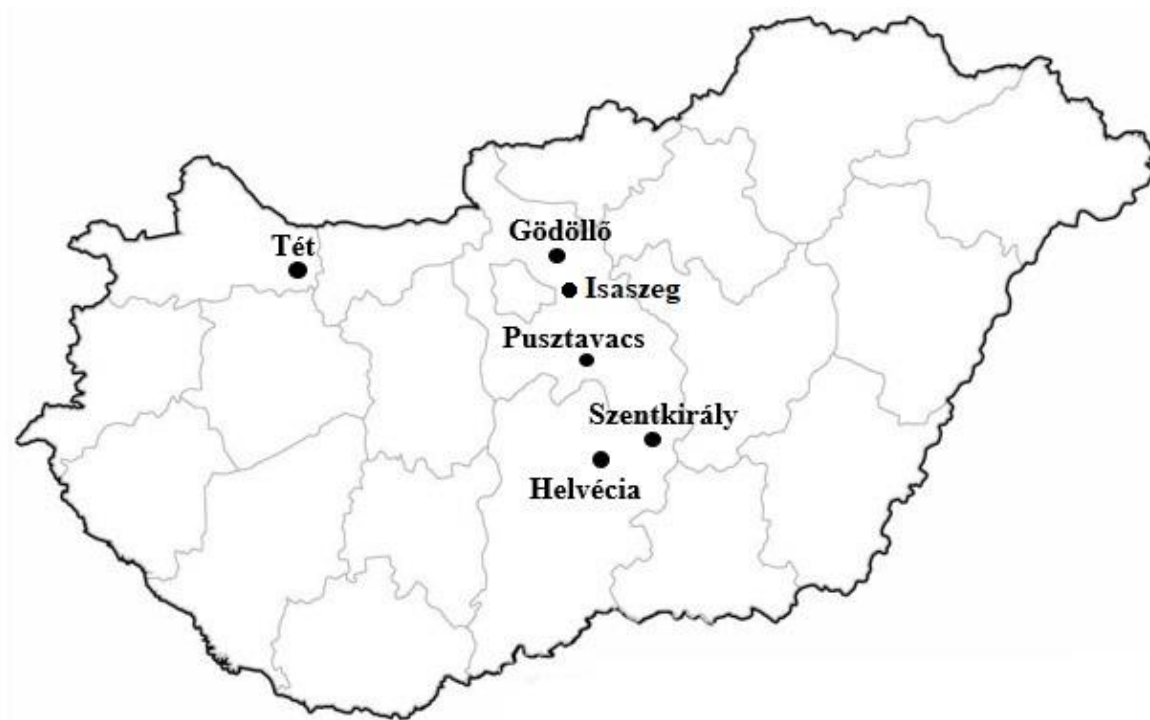 Gödöllő
Tét
Isaszeg
Pusztavacs
Szentkirály
Helvécia